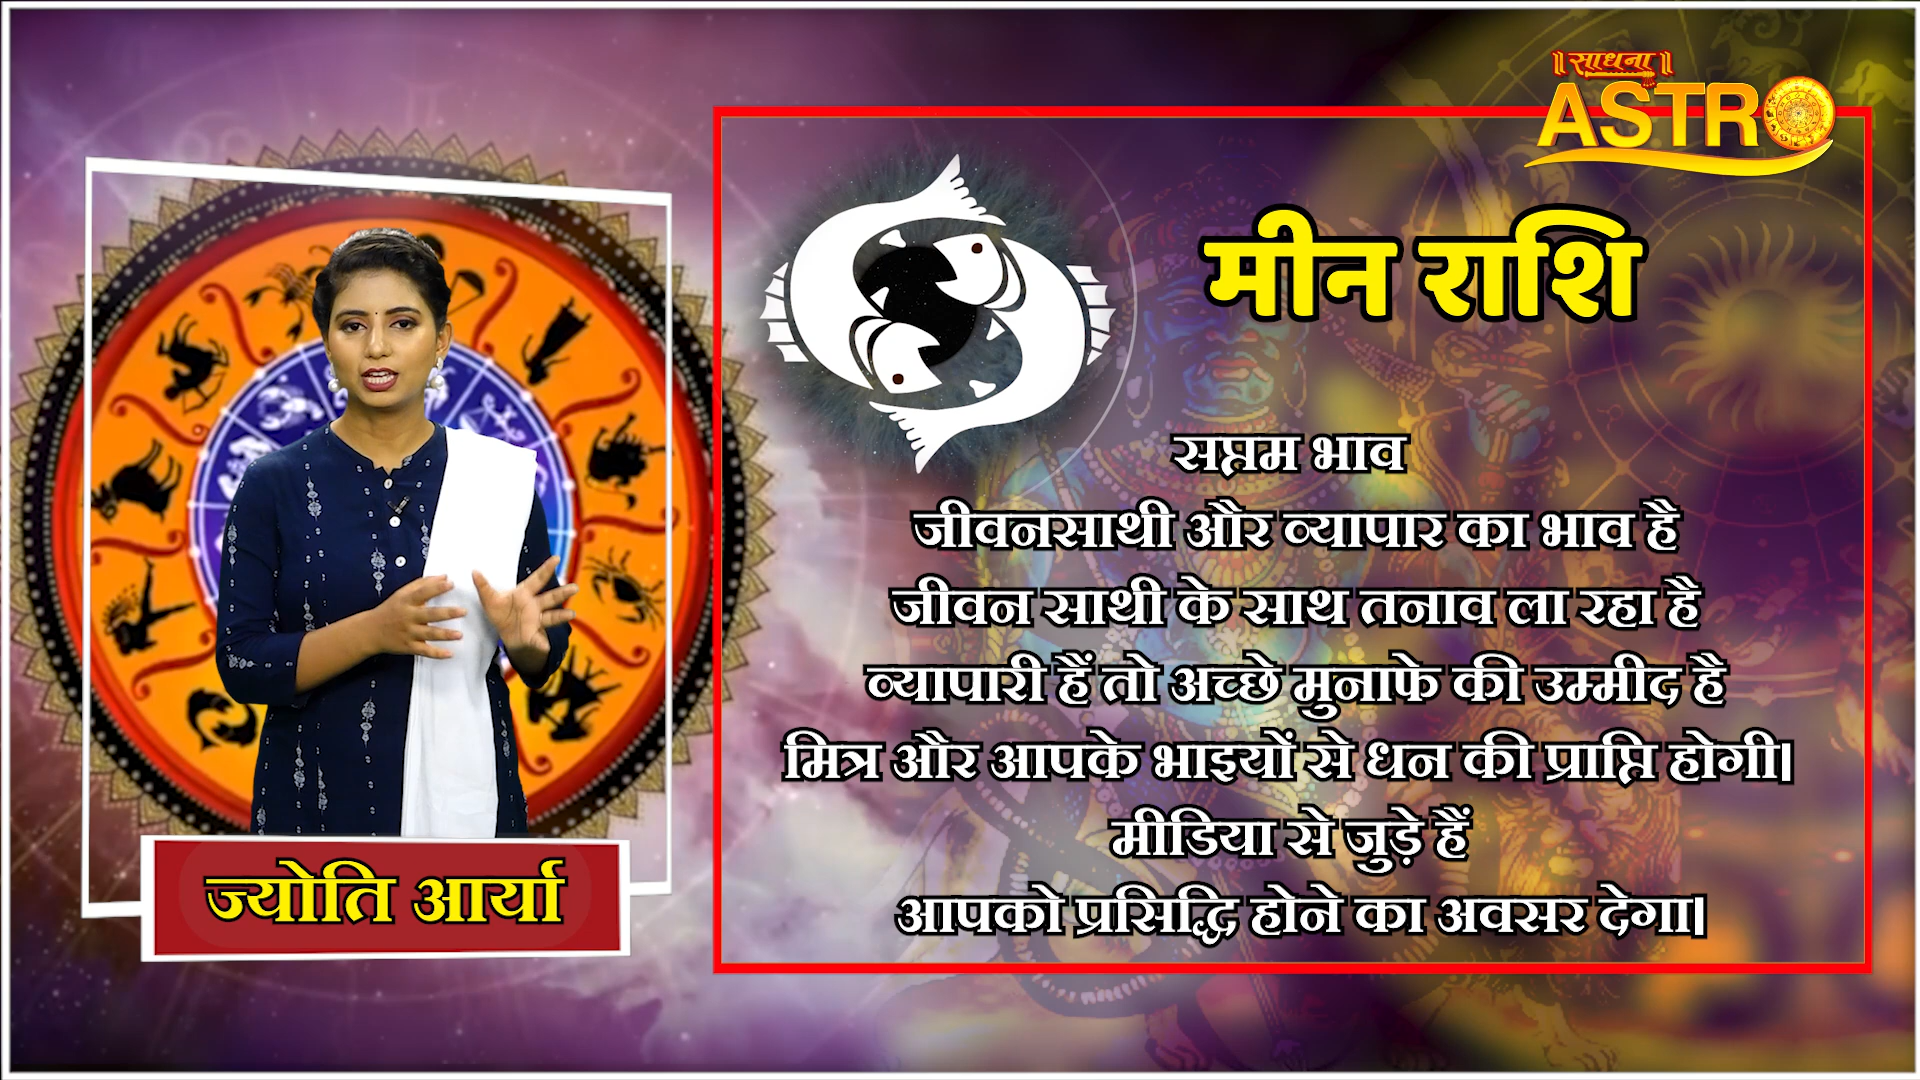 ॥साधना॥
ASTRO
मीन राशि
सप्तम भाव
जीवनसाथी और व्यापार का भाव है
जीवन साथी के साथ तनाव ला रहा है
व्यापारी हैं तो अच्छे मुनाफे की उम्मीद है
मित्र और आपके भाइयों से धन की प्राप्ति होगी।
मीडिया से जुड़े हैं
आपको प्रसिद्धि होने का अवसर देगा।
ज्योति आर्या